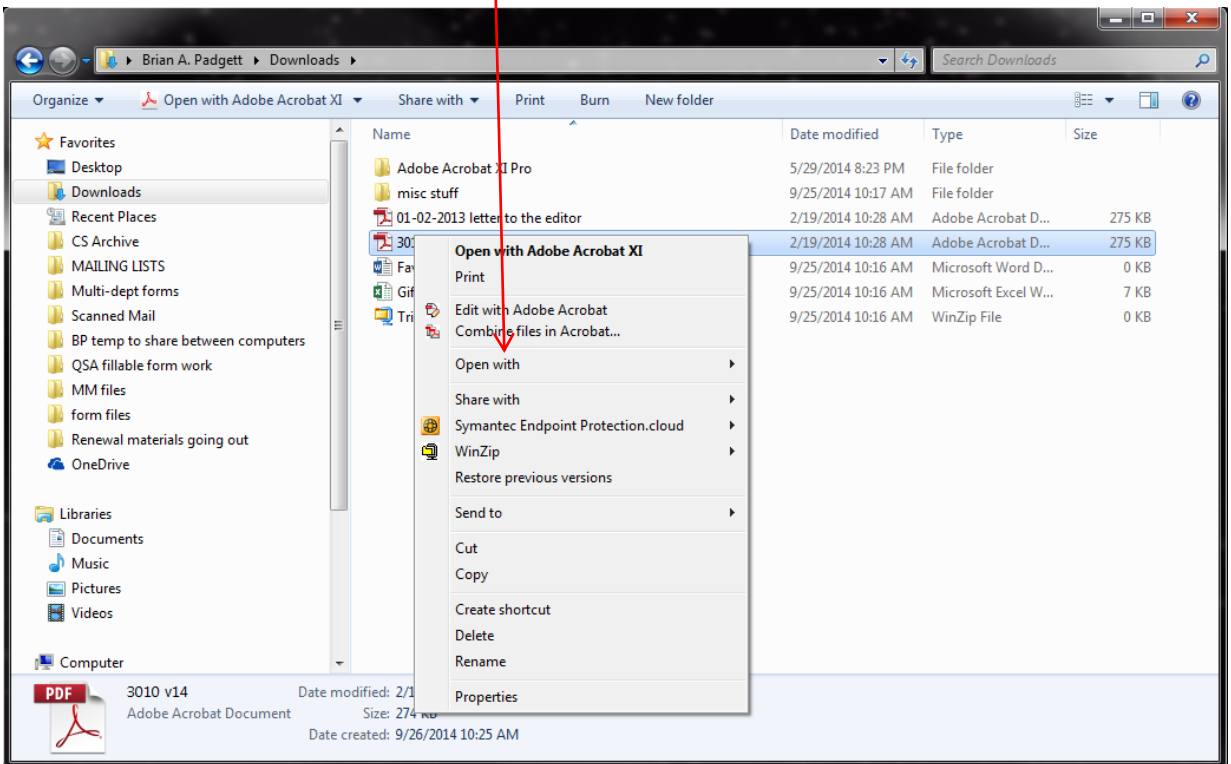 Brian A. Padgett Downloads Search Downloads
Organize Open with Adobe Acrobat XI Share with Print Burn New folder
Favorites
Desktop
Downloads
Recent Places
CS Archive
MAILING LISTS
Multi-dept forms
Scanned Mail
BP temp to share between computers
QSA fillable form work
MM files
form files
Renewal materials going out
OneDrive
Libraries
Documents
Music
Pictures
Videos
Computer
Name Date modified Type Size
Adobe Acrobat XI Pro 5/29/2014 8:23 PM File folder
misc stuff 9/25/2014 10:17 AM File folder
01-02-2013 letter to the editor 2/19/2014 10:28 AM Adobe Acrobat D... 275 KB
301 2/19/2014 10:28 AM Adobe Acrobat D... 275 KB
Fav 9/25/2014 10:16 AM Microsoft Word D... 0 KB
Gif 9/25/2014 10:16 AM Microsoft Excel W... 7 KB
Tri 9/25/2014 10:16 AM WinZip File 0 KB
Open with Adobe Acrobat XI
Print
Edit with Adobe Acrobat
Combine files in Acrobat...
Open with
Share with
Symantec Endpoint Protection.cloud
WinZip
Restore previous versions
Send to
Cut
Copy
Create shortcut
Delete
Rename
Properties
PDF
3010 v14 Date modified: 2/1
Adobe Acrobat Document Size: 274 KB
Date created: 9/26/2014 10:25 AM